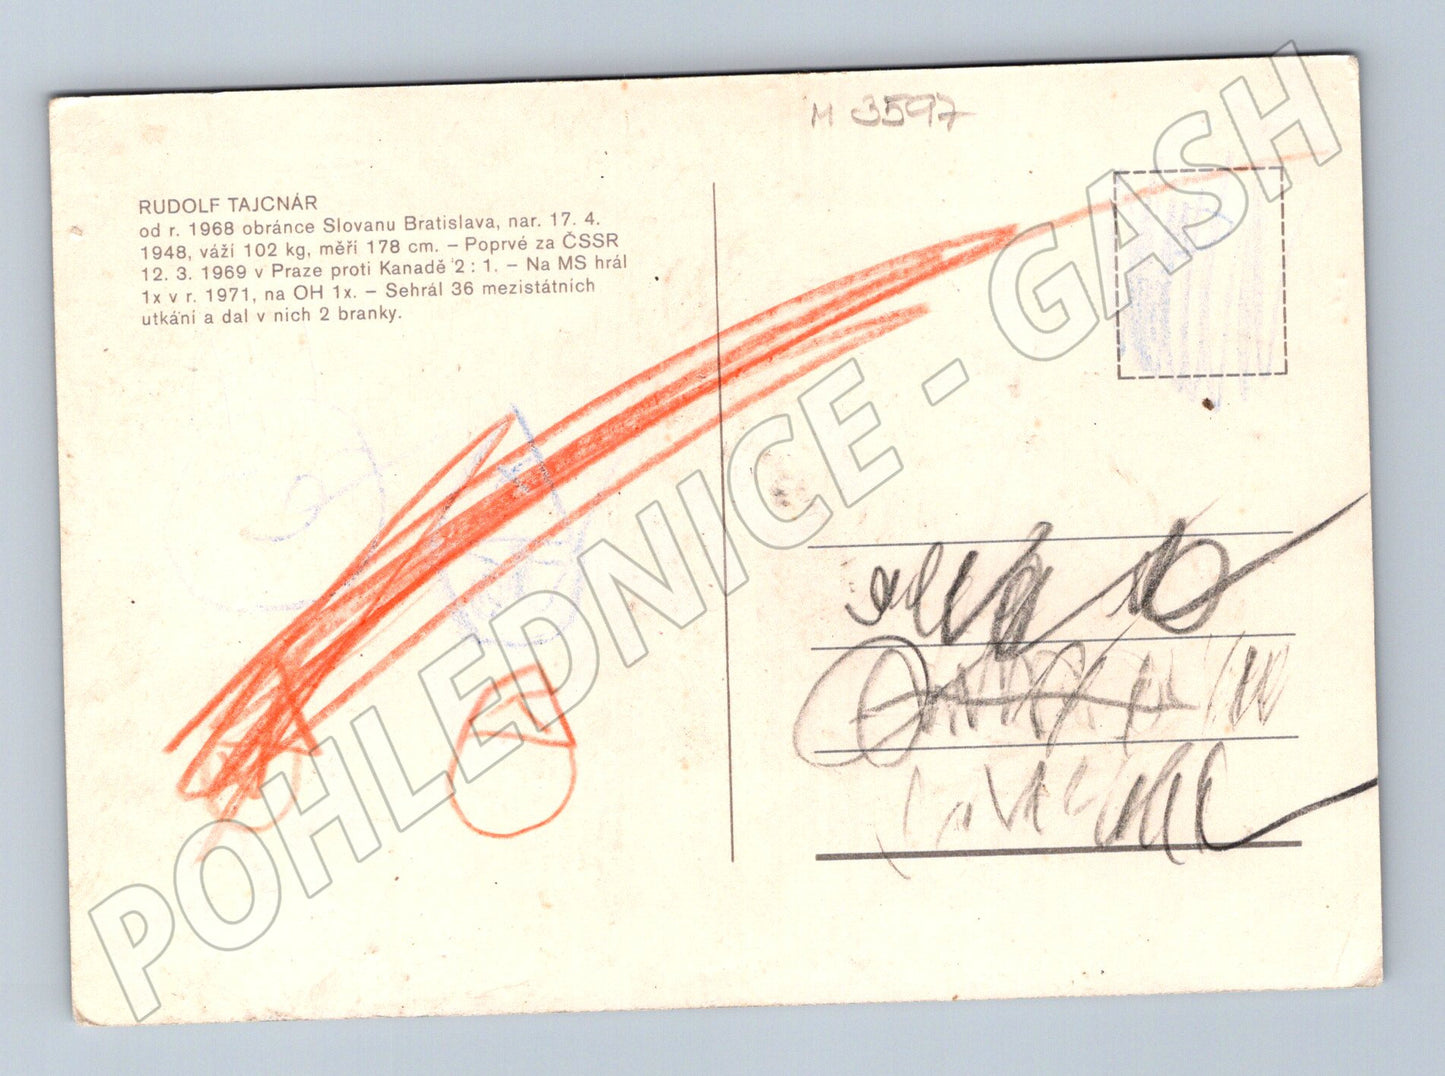 M 3597
RUDOLF TAJCNÁR
od r. 1968 obránce Slovanu Bratislava, nar. 17. 4.
1948, váží 102 kg, měří 178 cm. – Poprvé za ČSSR
12. 3. 1969 v Praze proti Kanadě 2 : 1. – Na MS hrál
1x v r. 1971, na OH 1x. – Sehrál 36 mezistátních
utkání a dal v nich 2 branky.
POHLEDNICE - GASH